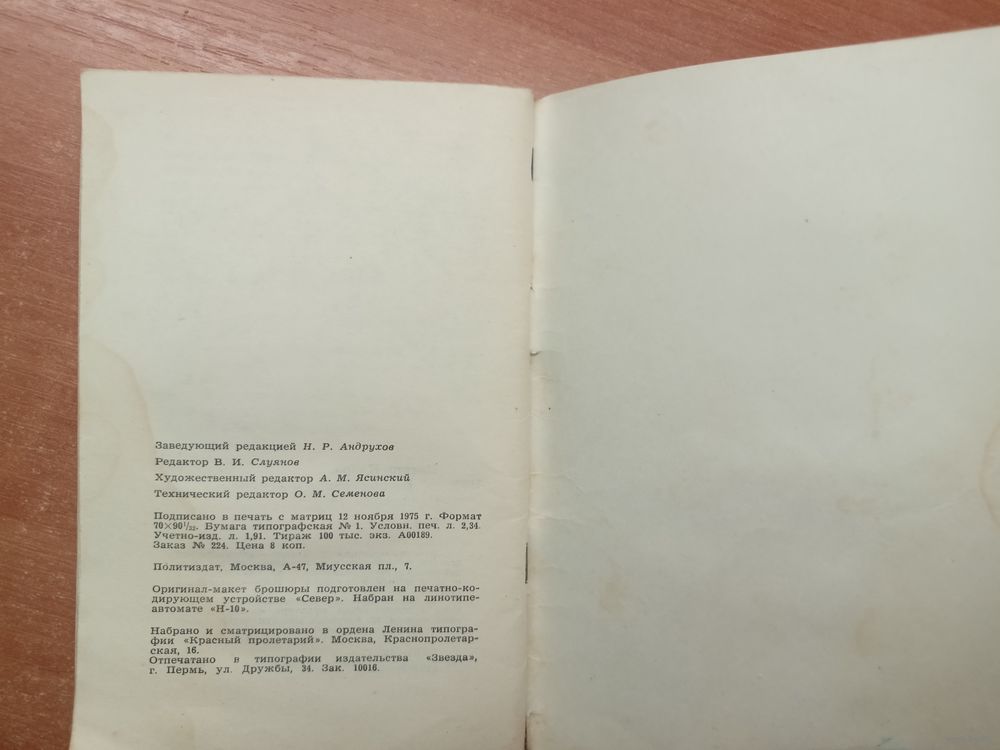 Заведующий редакцией Н. Р. Андрухов
Редактор В. И. Слуянов
Художественный редактор А. М. Ясинский
Технический редактор О. М. Семенова
Подписано в печать с матриц 12 ноября 1975 г. Формат
70×90¹/₃₂. Бумага типографская № 1. Условн. печ. л. 2,34.
Учетно-изд. л. 1,91. Тираж 100 тыс. экз. А00189.
Заказ № 224. Цена 8 коп.
Политиздат, Москва, А-47, Миусская пл., 7.
Оригинал-макет брошюры подготовлен на печатно-ко-
дирующем устройстве «Север». Набран на линотипе-
автомате «Н-10».
Набрано и сматрицировано в ордена Ленина типогра-
фии «Красный пролетарий». Москва, Краснопролетар-
ская, 16.
Отпечатано в типографии издательства «Звезда»,
г. Пермь, ул. Дружбы, 34. Зак. 10016.